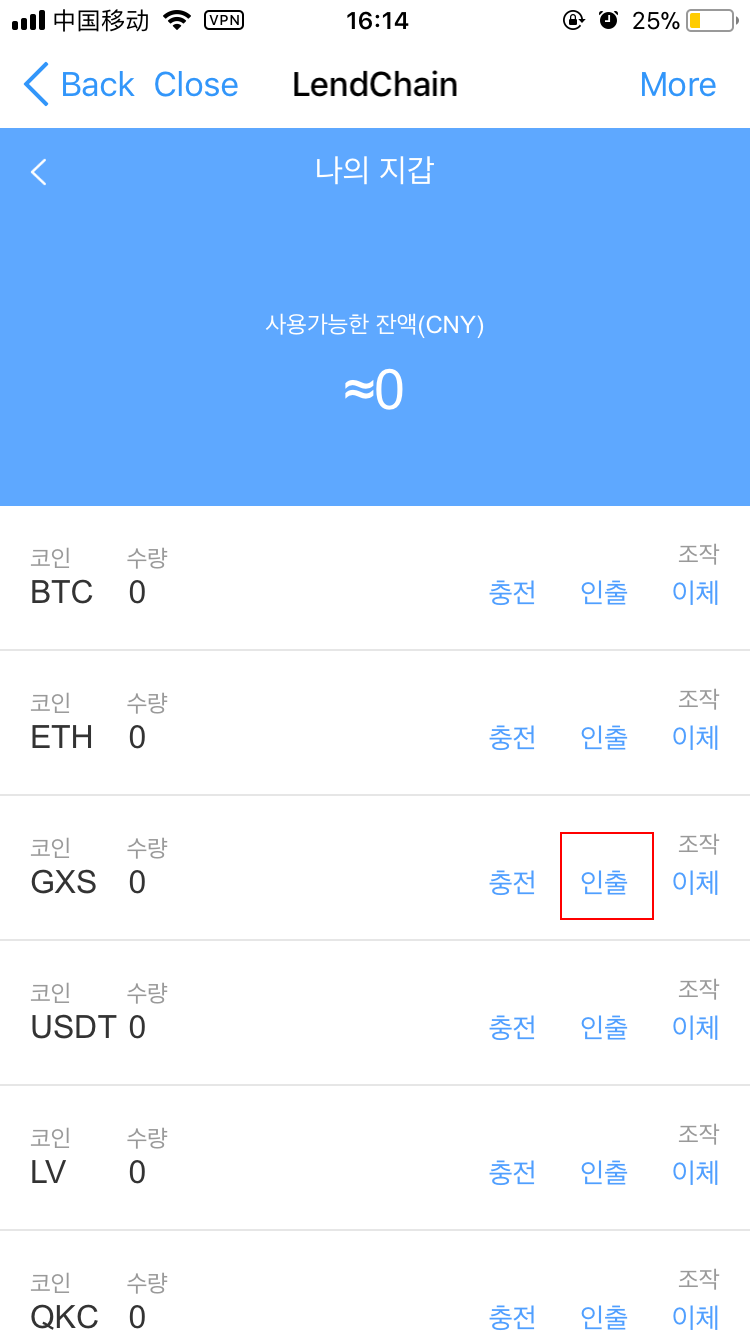 中国移动 VPN 16:14 25%
Back Close LendChain More
나의 지갑
사용가능한 잔액(CNY)
≈0
코인 수량 조작
BTC 0 충전 인출 이체
코인 수량 조작
ETH 0 충전 인출 이체
코인 수량 조작
GXS 0 충전 인출 이체
코인 수량 조작
USDT 0 충전 인출 이체
코인 수량 조작
LV 0 충전 인출 이체
코인 수량 조작
QKC 0 충전 인출 이체